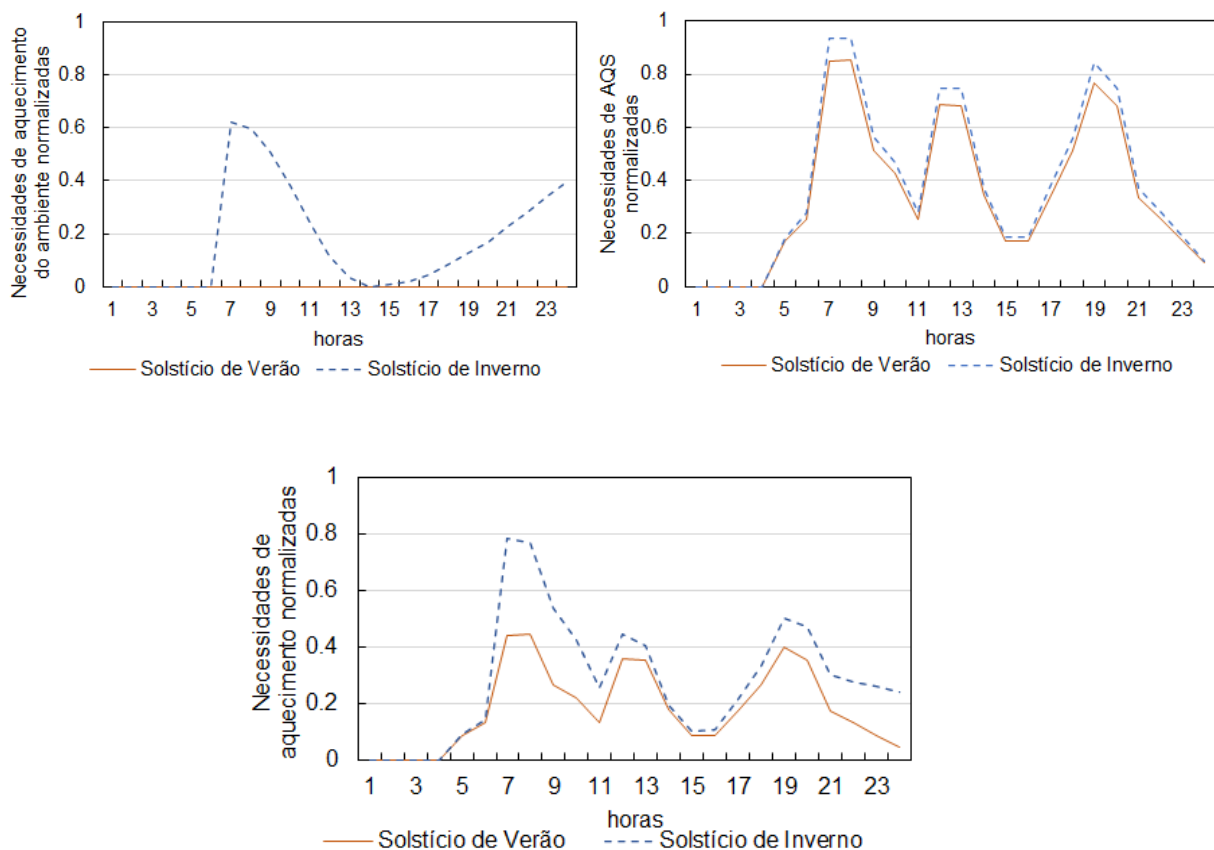 Necessidades de aquecimento
do ambiente normalizadas
1
0.8
0.6
0.4
0.2
0
1 3 5 7 9 11 13 15 17 19 21 23
horas
Solstício de Verão Solstício de Inverno
Necessidades de AQS
normalizadas
1
0.8
0.6
0.4
0.2
0
1 3 5 7 9 11 13 15 17 19 21 23
horas
Solstício de Verão Solstício de Inverno
Necessidades de
aquecimento normalizadas
1
0.8
0.6
0.4
0.2
0
1 3 5 7 9 11 13 15 17 19 21 23
horas
Solstício de Verão Solstício de Inverno